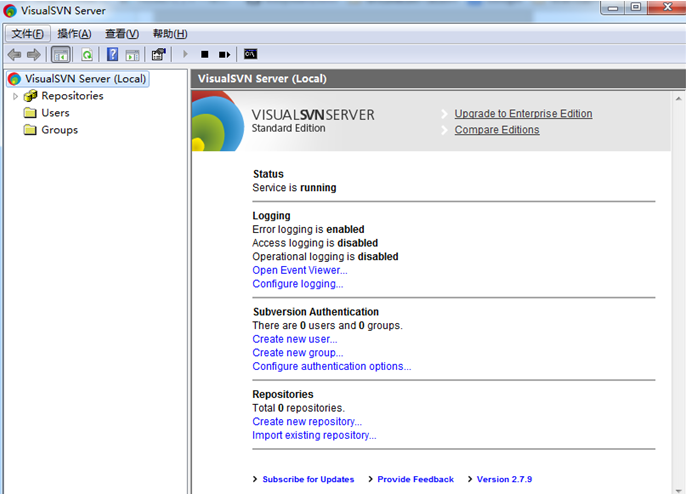 VisualSVN Server
文件(F) 操作(A) 查看(V) 帮助(H)
VisualSVN Server (Local)
Repositories
Users
Groups
VisualSVN Server (Local)
VISUALSVNSERVER
Standard Edition
Upgrade to Enterprise Edition
Compare Editions
Status
Service is running
Logging
Error logging is enabled
Access logging is disabled
Operational logging is disabled
Open Event Viewer...
Configure logging...
Subversion Authentication
There are 0 users and 0 groups.
Create new user...
Create new group...
Configure authentication options...
Repositories
Total 0 repositories.
Create new repository...
Import existing repository...
Subscribe for Updates Provide Feedback Version 2.7.9